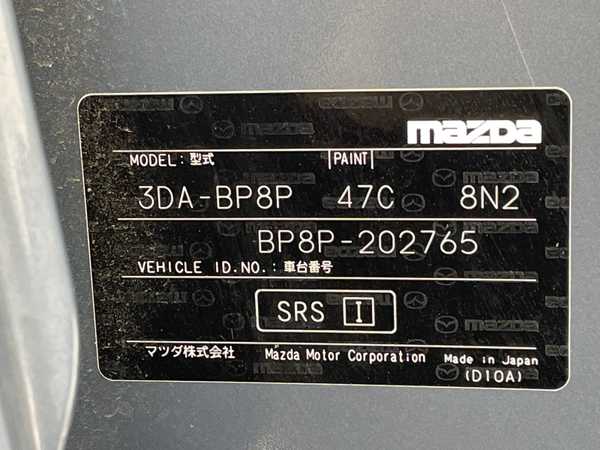 mazda
MODEL: 型式 PAINT
3DA-BP8P 47C 8N2
BP8P-202765
VEHICLE ID.NO.: 車台番号
SRS I
マツダ株式会社 Mazda Motor Corporation Made in Japan
(D10A)